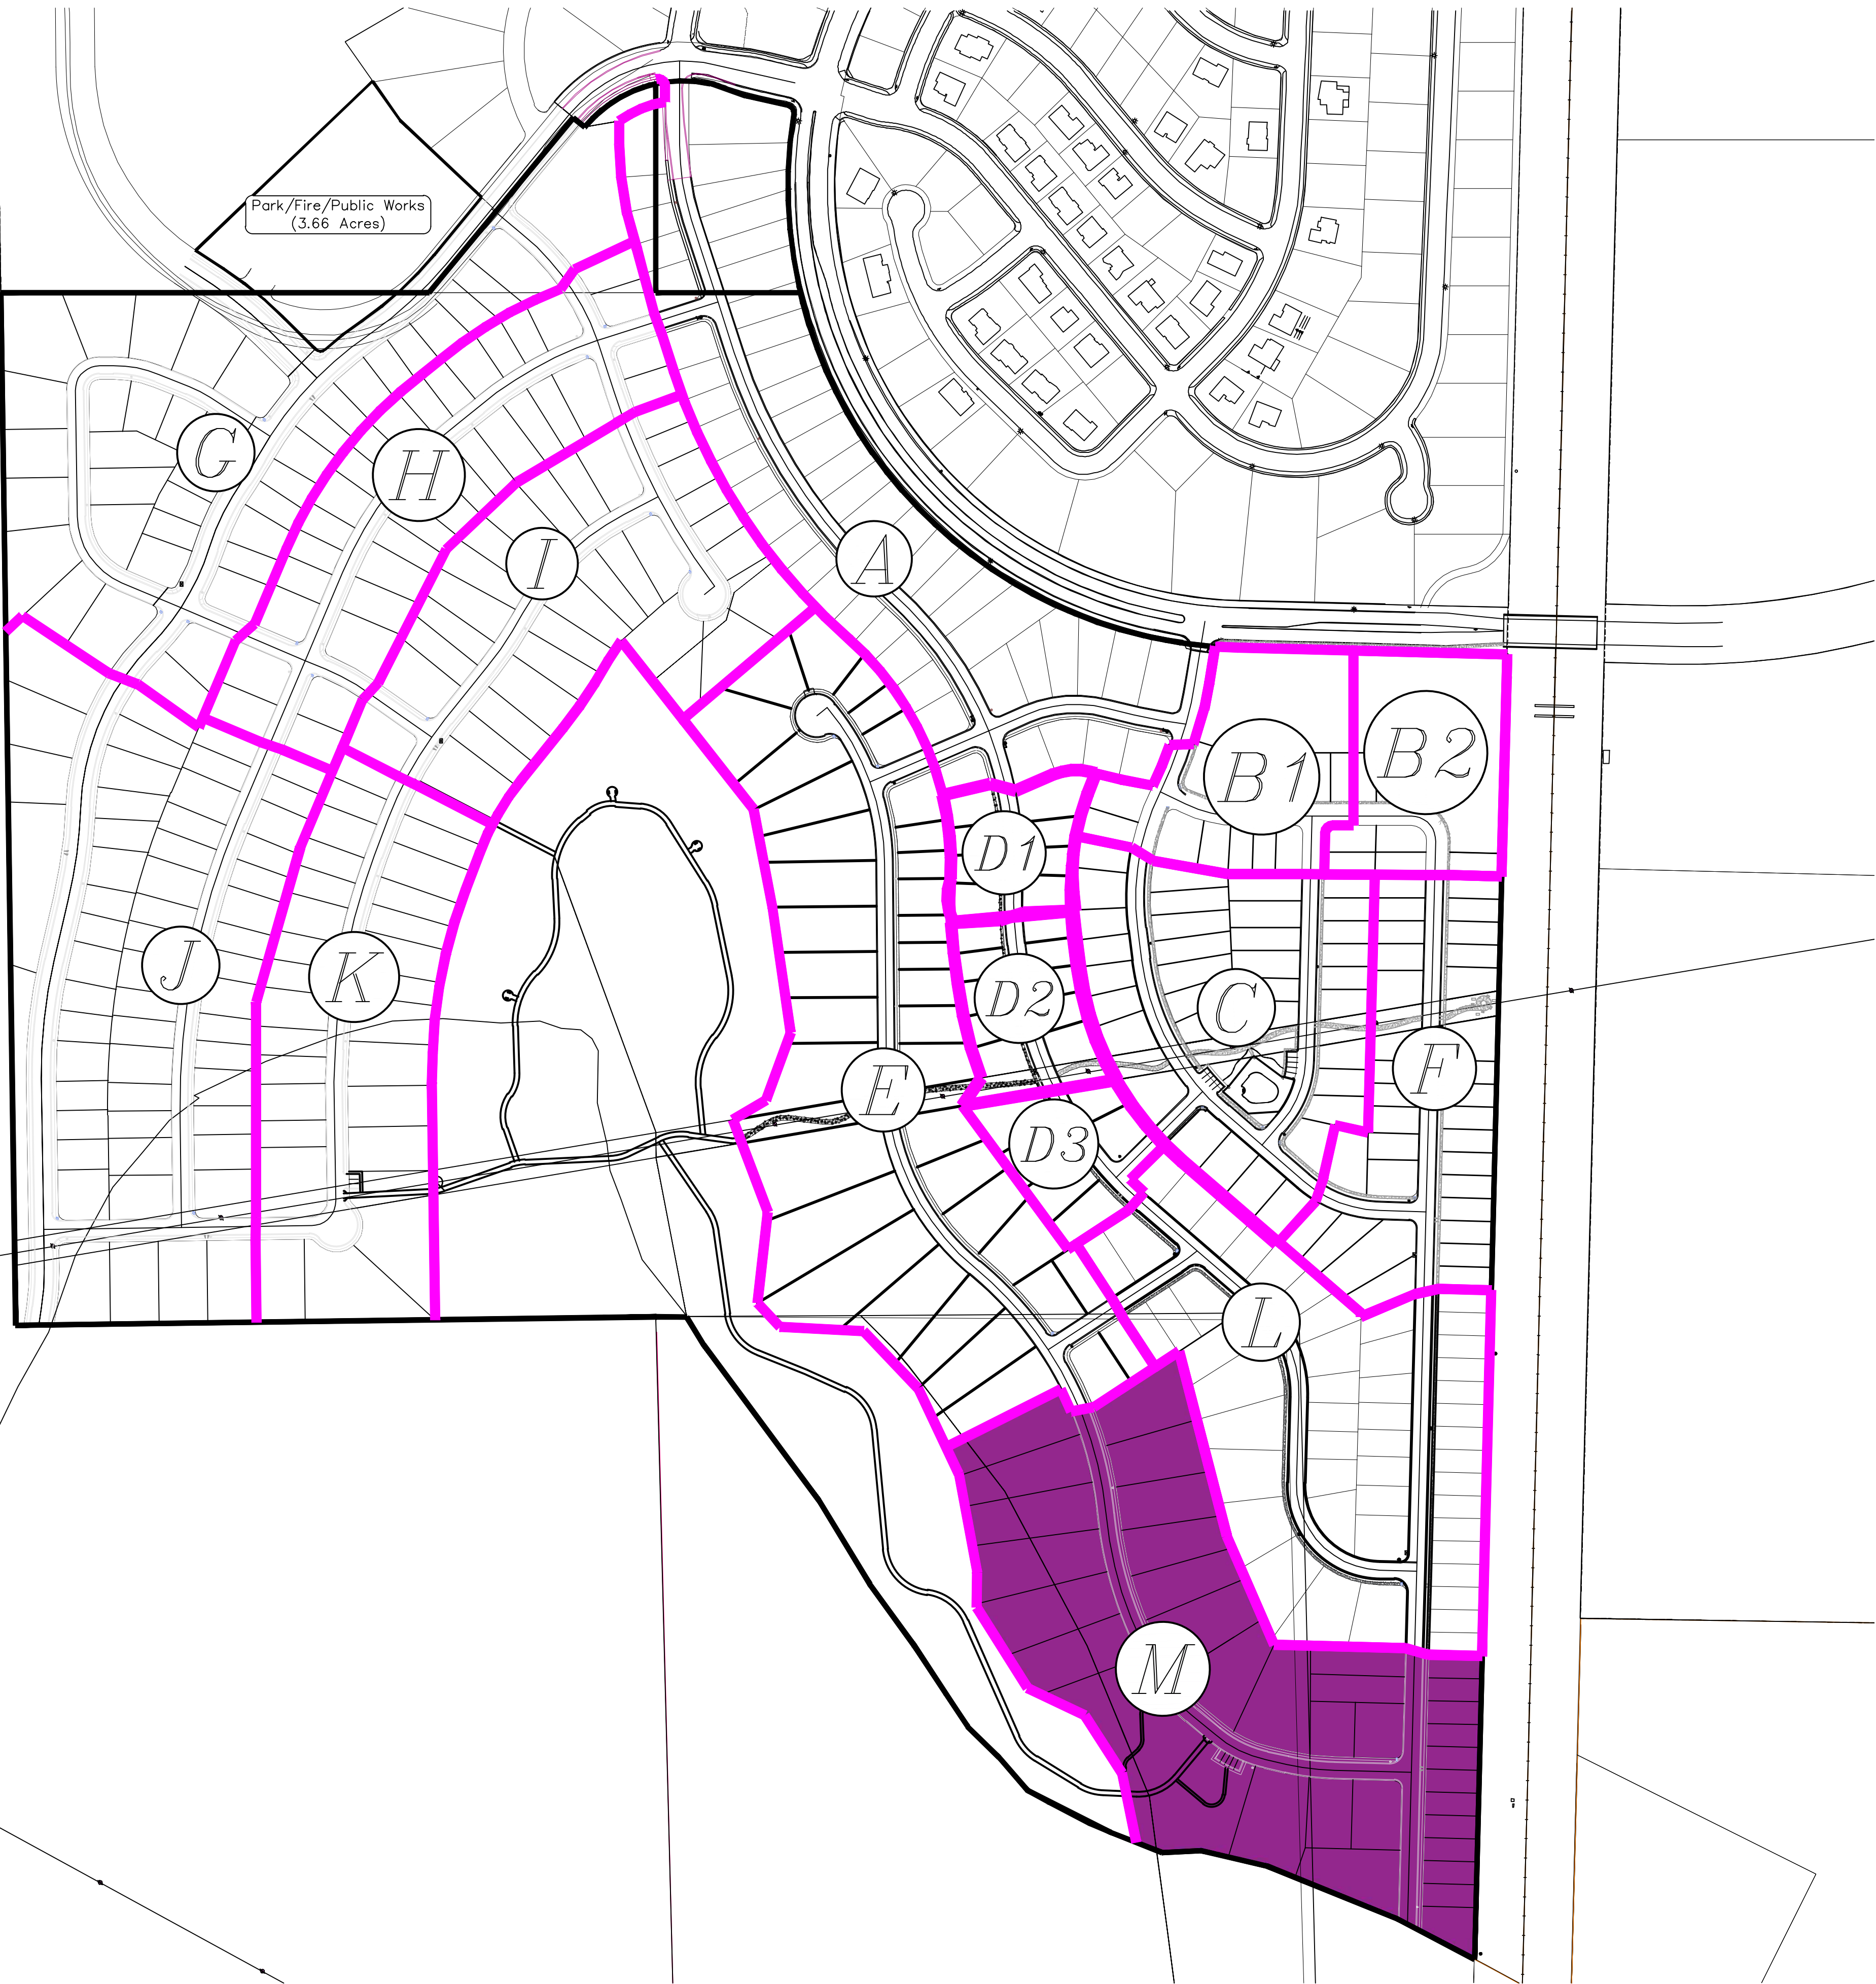 Park/Fire/Public Works
(3.66 Acres)
G
H
I
A
B1
B2
D1
J
K
D2
C
E
F
D3
L
M